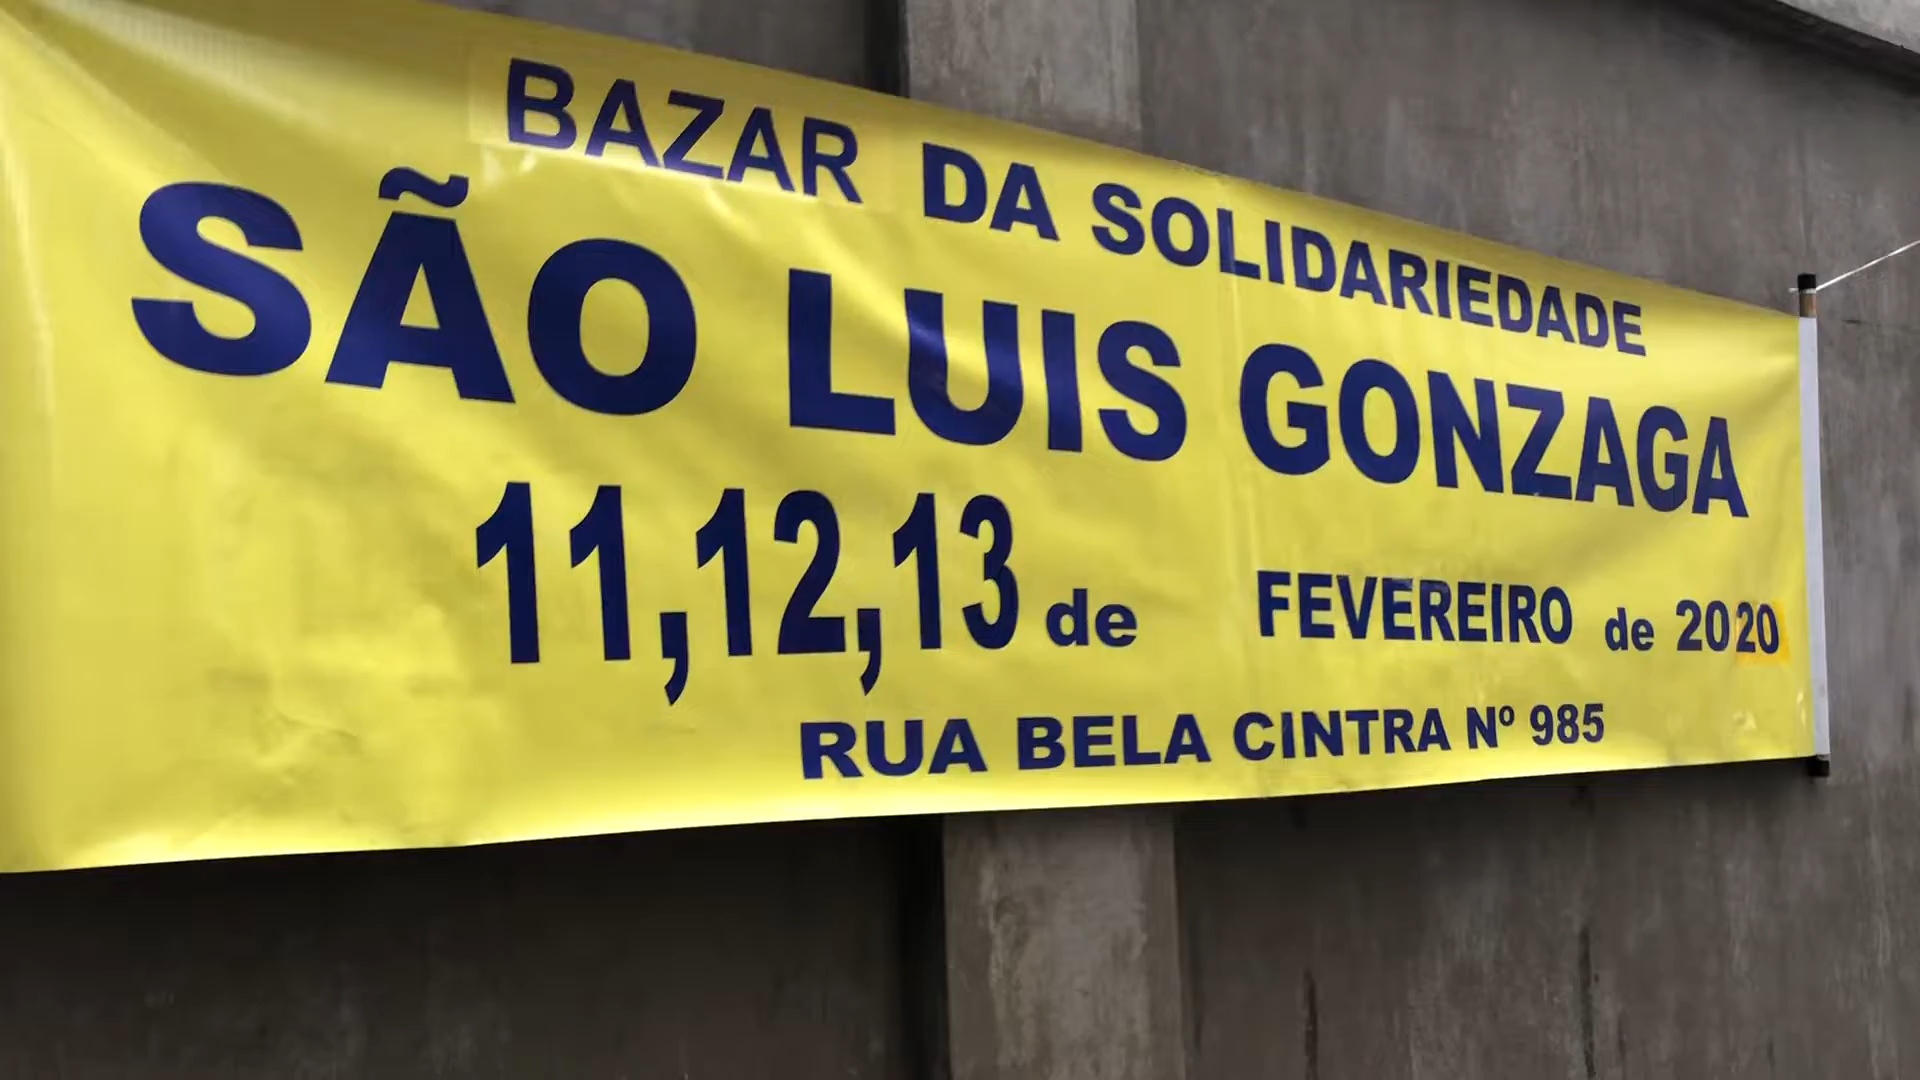 BAZAR DA SOLIDARIEDADE
SÃO LUIS GONZAGA
11,12,13 de FEVEREIRO de 2020
RUA BELA CINTRA Nº 985